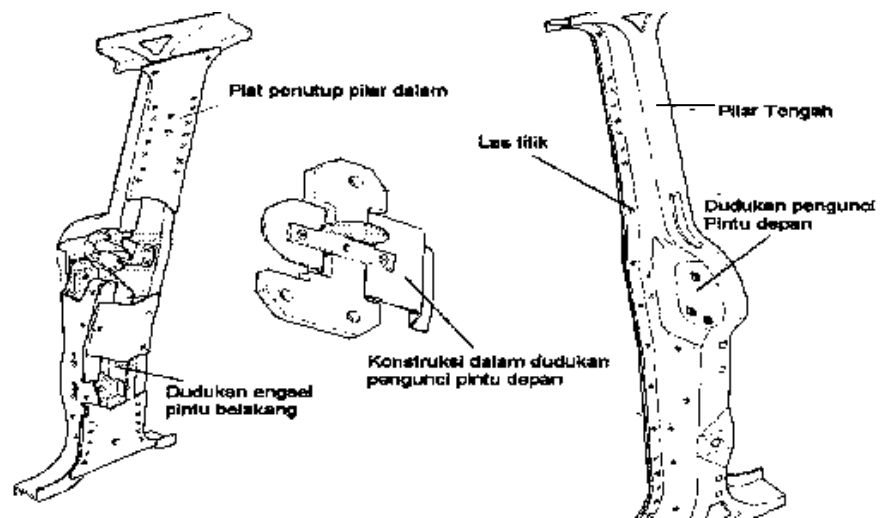 Plat penutup pilar dalam
Las titik
Pilar Tengah
Dudukan pengunci
Pintu depan
Konstruksi dalam dudukan
pengunci pintu depan
Dudukan engsel
pintu belakang